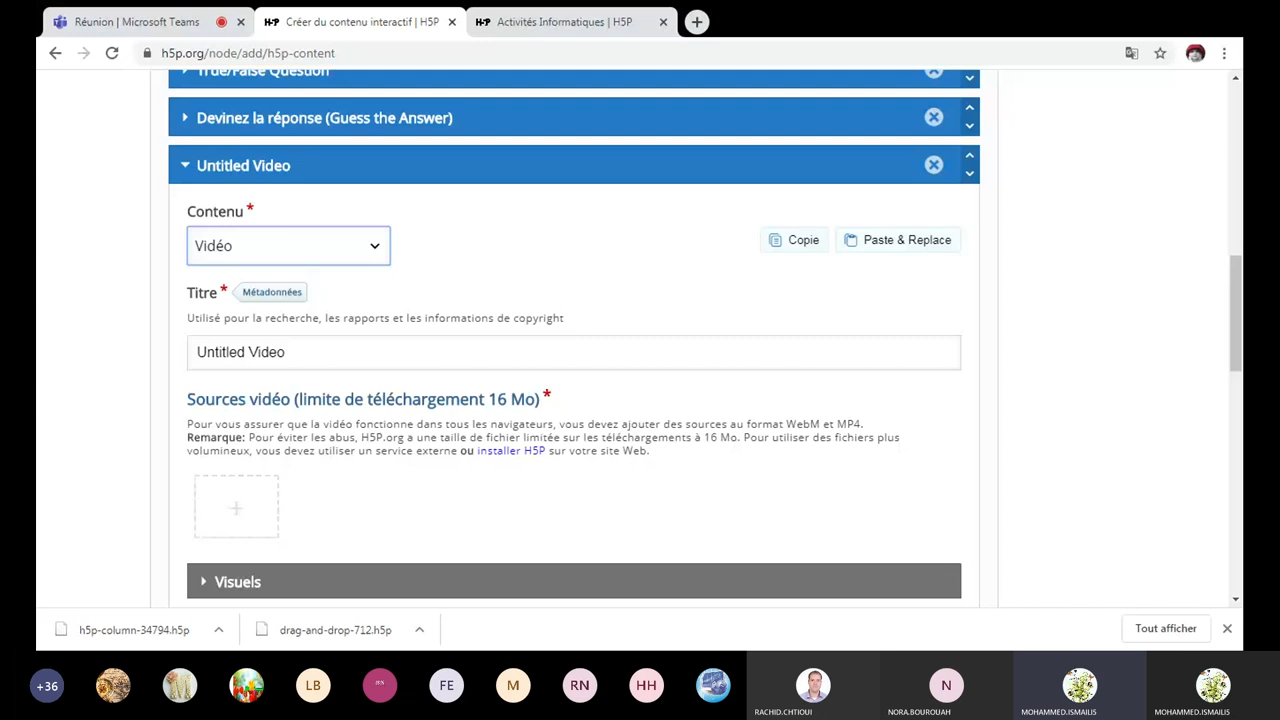 Réunion | Microsoft Teams
H-P Créer du contenu interactif | H5P
H-P Activités Informatiques | H5P
h5p.org/node/add/h5p-content
True/False Question
Devinez la réponse (Guess the Answer)
Untitled Video
Contenu *
Vidéo
Copie
Paste & Replace
Titre * Métadonnées
Utilisé pour la recherche, les rapports et les informations de copyright
Untitled Video
Sources vidéo (limite de téléchargement 16 Mo) *
Pour vous assurer que la vidéo fonctionne dans tous les navigateurs, vous devez ajouter des sources au format WebM et MP4.
Remarque: Pour éviter les abus, H5P.org a une taille de fichier limitée sur les téléchargements à 16 Mo. Pour utiliser des fichiers plus
volumineux, vous devez utiliser un service externe ou installer H5P sur votre site Web.
Visuels
h5p-column-34794.h5p
drag-and-drop-712.h5p
Tout afficher
+36
LB
FE
M
RN
HH
N
RACHID.CHTIOUI
NORA.BOUROUAH
MOHAMMED.ISMAILIS
MOHAMMED.ISMAILIS